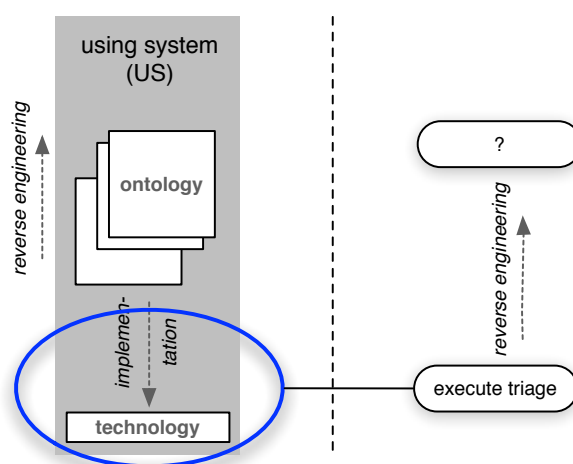 using system
(US)
reverse engineering
ontology
implemen-
tation
technology
?
reverse engineering
execute triage